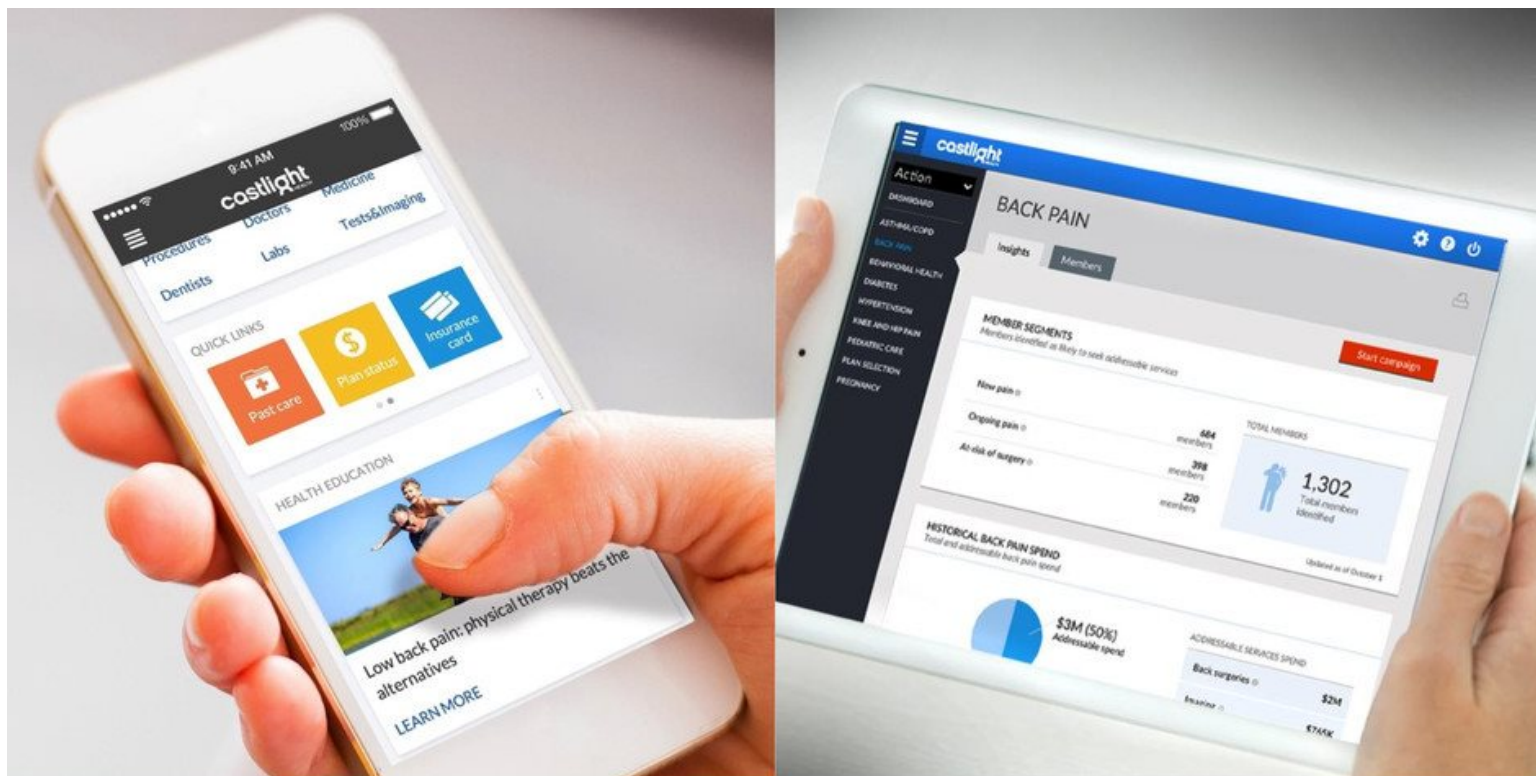 100%
9:41 AM
castlight
HEALTH
Procedures Doctors Medicine
Dentists Labs Tests&Imaging
QUICK LINKS
Past care
Plan status
Insurance
card
HEALTH EDUCATION
Low back pain: physical therapy beats the
alternatives
LEARN MORE
castlight
HEALTH
Action
DASHBOARD
ASTHMA/COPD
BACK PAIN
BEHAVIORAL HEALTH
DIABETES
HYPERTENSION
KNEE AND HIP PAIN
PEDIATRIC CARE
PLAN SELECTION
PREGNANCY
BACK PAIN
Insights Members
MEMBER SEGMENTS
Members identified as likely to seek addressable services
Start campaign
New pain
684
members
Ongoing pain
398
members
At-risk of surgery
220
members
TOTAL MEMBERS
1,302
Total members
identified
Updated as of October 1
HISTORICAL BACK PAIN SPEND
Total and addressable back pain spend
$3M (50%)
Addressable spend
ADDRESSABLE SERVICES SPEND
Back surgeries $2M
Imaging $765K